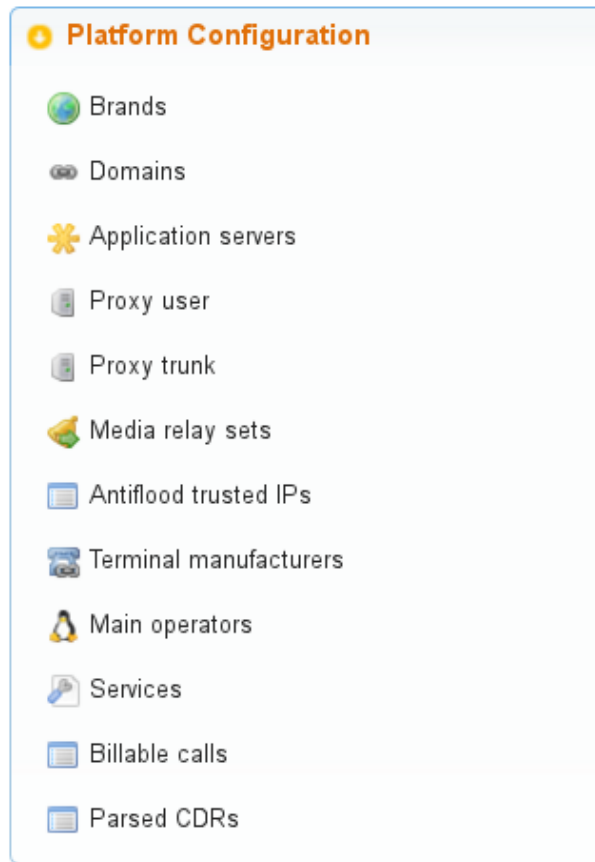 Platform Configuration
Brands
Domains
Application servers
Proxy user
Proxy trunk
Media relay sets
Antiflood trusted IPs
Terminal manufacturers
Main operators
Services
Billable calls
Parsed CDRs